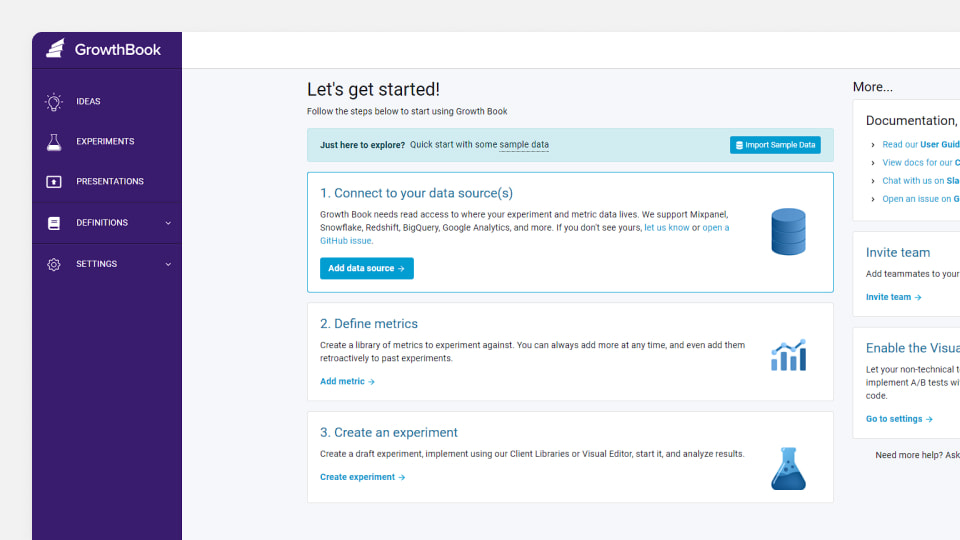 GrowthBook
IDEAS
EXPERIMENTS
PRESENTATIONS
DEFINITIONS
SETTINGS
Let's get started!
Follow the steps below to start using Growth Book
Just here to explore? Quick start with some sample data
Import Sample Data
1. Connect to your data source(s)
Growth Book needs read access to where your experiment and metric data lives. We support Mixpanel,
Snowflake, Redshift, BigQuery, Google Analytics, and more. If you don't see yours, let us know or open a
GitHub issue.
Add data source →
2. Define metrics
Create a library of metrics to experiment against. You can always add more at any time, and even add them
retroactively to past experiments.
Add metric →
3. Create an experiment
Create a draft experiment, implement using our Client Libraries or Visual Editor, start it, and analyze results.
Create experiment →
More...
Documentation,
› Read our User Guid
› View docs for our C
› Chat with us on Sla
› Open an issue on G
Invite team
Add teammates to your
Invite team →
Enable the Visua
Let your non-technical t
implement A/B tests wi
code.
Go to settings →
Need more help? Ask